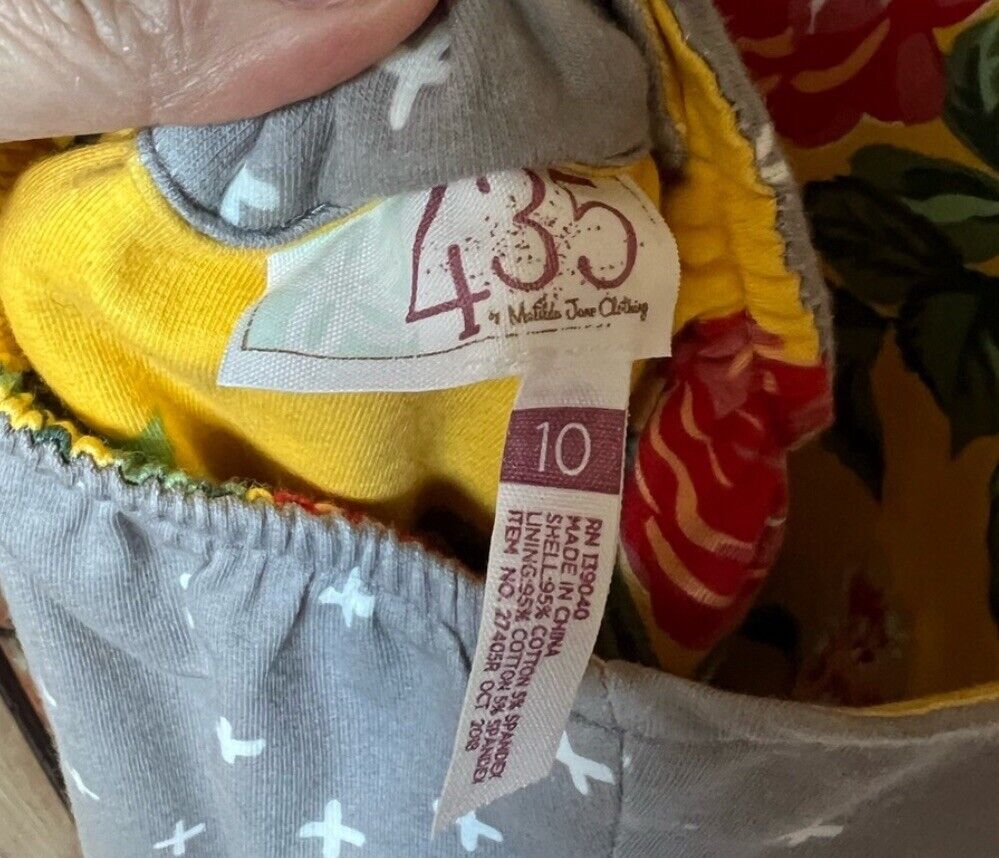 435
by Matilda Jane Clothing
10
RN 139040
MADE IN CHINA
SHELL:95% COTTON 5% SPANDEX
LINING:95% COTTON 5% SPANDEX
ITEM NO. 27405R OCT 2018